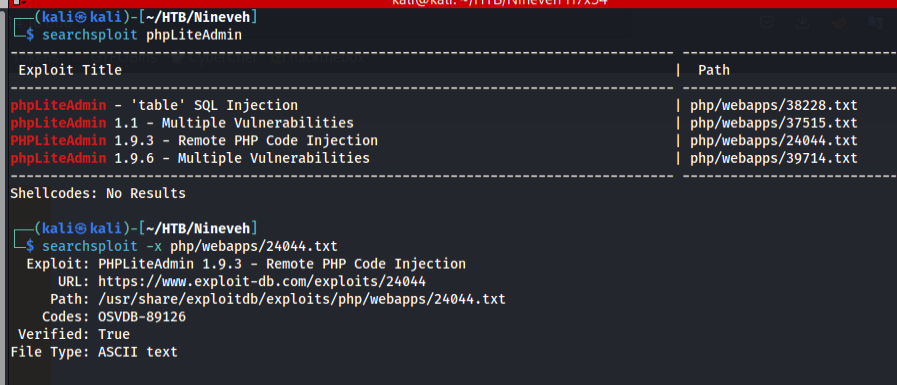 (kali㉿kali)-[~/HTB/Nineveh]
$ searchsploit phpLiteAdmin
Exploit Title | Path
phpLiteAdmin - 'table' SQL Injection | php/webapps/38228.txt
phpLiteAdmin 1.1 - Multiple Vulnerabilities | php/webapps/37515.txt
PHPLiteAdmin 1.9.3 - Remote PHP Code Injection | php/webapps/24044.txt
phpLiteAdmin 1.9.6 - Multiple Vulnerabilities | php/webapps/39714.txt
Shellcodes: No Results
(kali㉿kali)-[~/HTB/Nineveh]
$ searchsploit -x php/webapps/24044.txt
Exploit: PHPLiteAdmin 1.9.3 - Remote PHP Code Injection
URL: https://www.exploit-db.com/exploits/24044
Path: /usr/share/exploitdb/exploits/php/webapps/24044.txt
Codes: OSVDB-89126
Verified: True
File Type: ASCII text